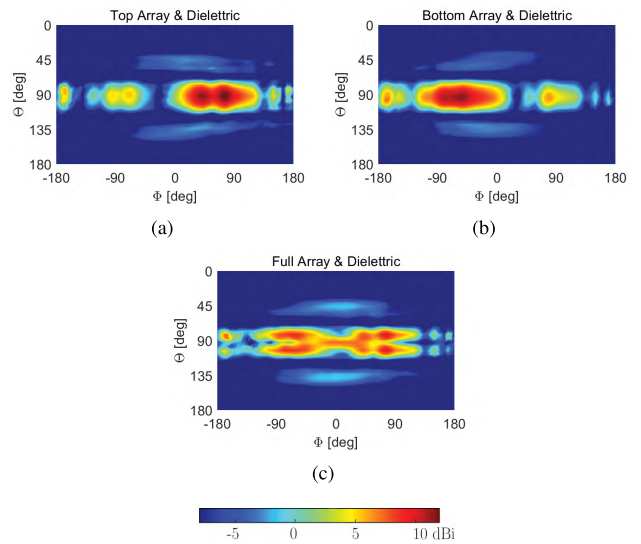 Top Array & Dielettric
0
45
90
135
180
Θ [deg]
-180 -90 0 90 180
Φ [deg]
(a)
Bottom Array & Dielettric
0
45
90
135
180
Θ [deg]
-180 -90 0 90 180
Φ [deg]
(b)
Full Array & Dielettric
0
45
90
135
180
Θ [deg]
-180 -90 0 90 180
Φ [deg]
(c)
-5 0 5 10 dBi